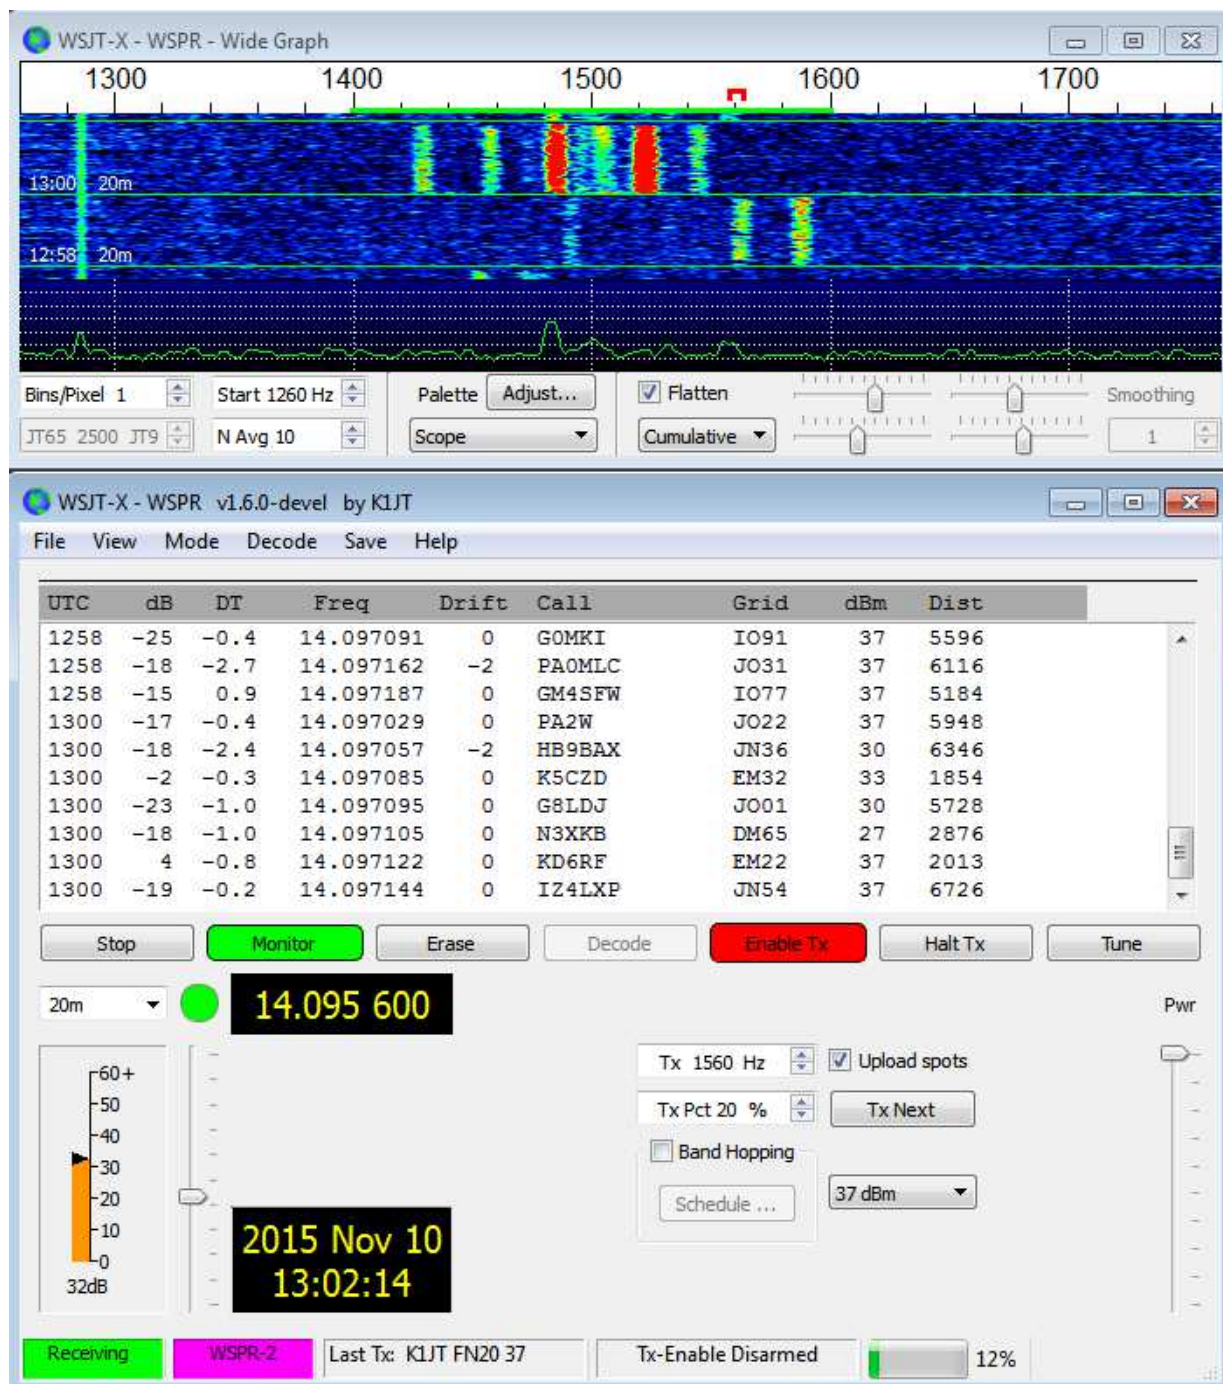 WSJT-X - WSPR - Wide Graph
1300 1400 1500 1600 1700
13:00 20m
12:58 20m
Bins/Pixel 1 Start 1260 Hz Palette Adjust... Flatten Smoothing
JT65 2500 JT9 N Avg 10 Scope Cumulative 1
WSJT-X - WSPR v1.6.0-devel by K1JT
File View Mode Decode Save Help
UTC dB DT Freq Drift Call Grid dBm Dist
1258 -25 -0.4 14.097091 0 G0MKI IO91 37 5596
1258 -18 -2.7 14.097162 -2 PA0MLC JO31 37 6116
1258 -15 0.9 14.097187 0 GM4SFW IO77 37 5184
1300 -17 -0.4 14.097029 0 PA2W JO22 37 5948
1300 -18 -2.4 14.097057 -2 HB9BAX JN36 30 6346
1300 -2 -0.3 14.097085 0 K5CZD EM32 33 1854
1300 -23 -1.0 14.097095 0 G8LDJ JO01 30 5728
1300 -18 -1.0 14.097105 0 N3XKB DM65 27 2876
1300 4 -0.8 14.097122 0 KD6RF EM22 37 2013
1300 -19 -0.2 14.097144 0 IZ4LXP JN54 37 6726
Stop Monitor Erase Decode Enable Tx Halt Tx Tune
20m 14.095 600 Pwr
Tx 1560 Hz Upload spots
60+
50
Tx Pct 20 % Tx Next
40
Band Hopping
30
20
Schedule ... 37 dBm
10
0
32dB
2015 Nov 10
13:02:14
Receiving WSPR-2 Last Tx: K1JT FN20 37 Tx-Enable Disarmed 12%